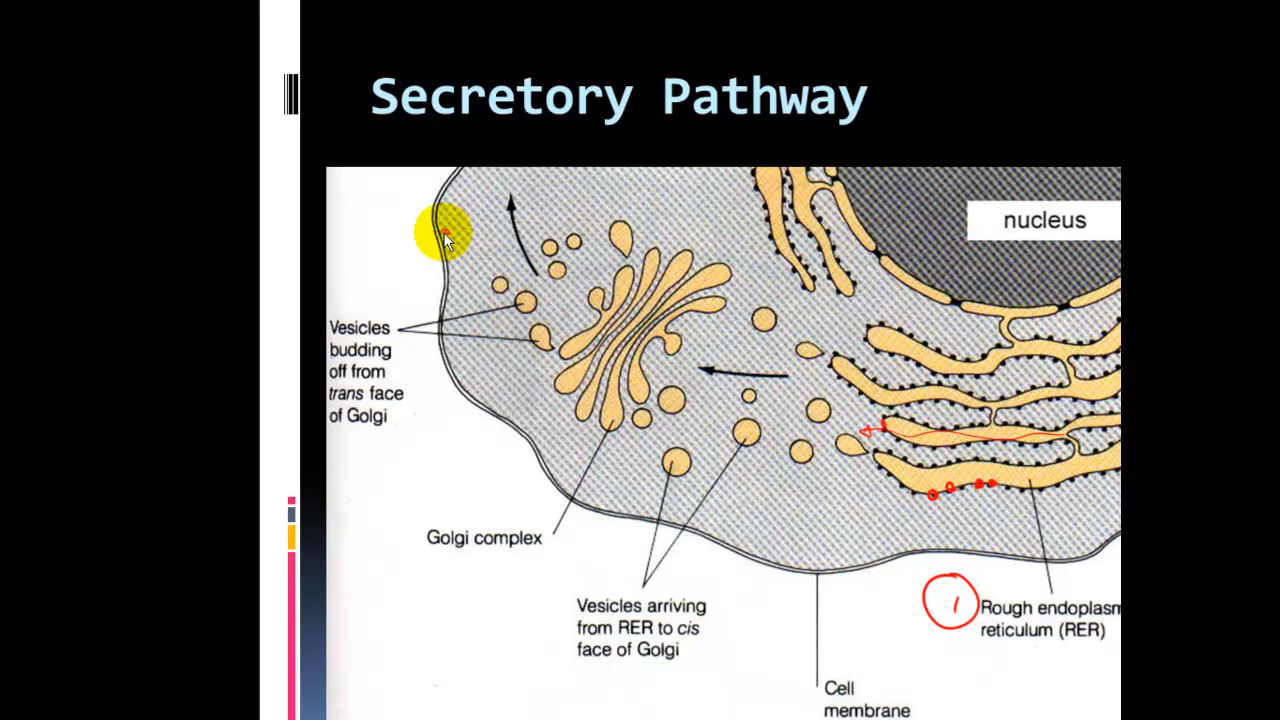 Secretory Pathway
nucleus
Vesicles
budding
off from
trans face
of Golgi
Golgi complex
Vesicles arriving
from RER to cis
face of Golgi
1
Rough endoplasm
reticulum (RER)
Cell
membrane